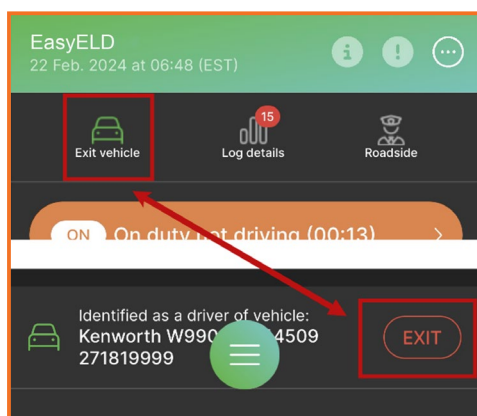 EasyELD
22 Feb. 2024 at 06:48 (EST)
15
Exit vehicle
Log details
Roadside
ON On duty not driving (00:13)
Identified as a driver of vehicle:
Kenworth W990 4509
271819999
EXIT